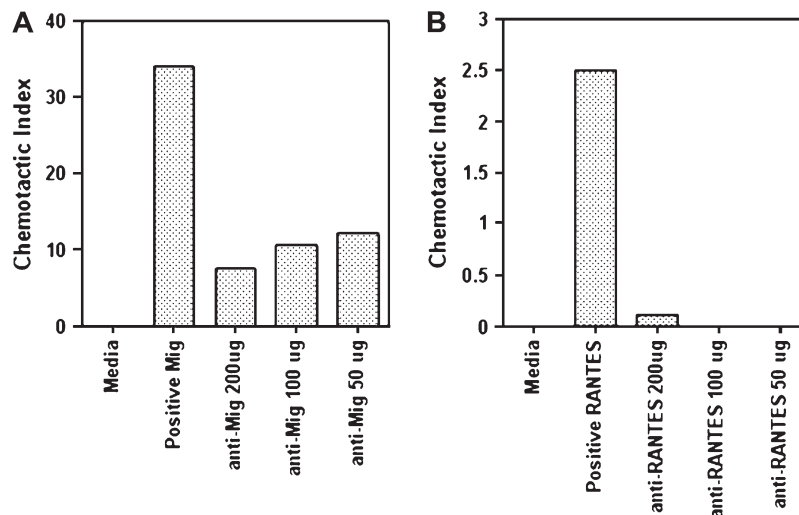 A
Chemotactic Index
40
30
20
10
0
Media
Positive Mig
anti-Mig 200ug
anti-Mig 100 ug
anti-Mig 50 ug
B
Chemotactic Index
3
2.5
2
1.5
1
0.5
0
Media
Positive RANTES
anti-RANTES 200ug
anti-RANTES 100 ug
anti-RANTES 50 ug